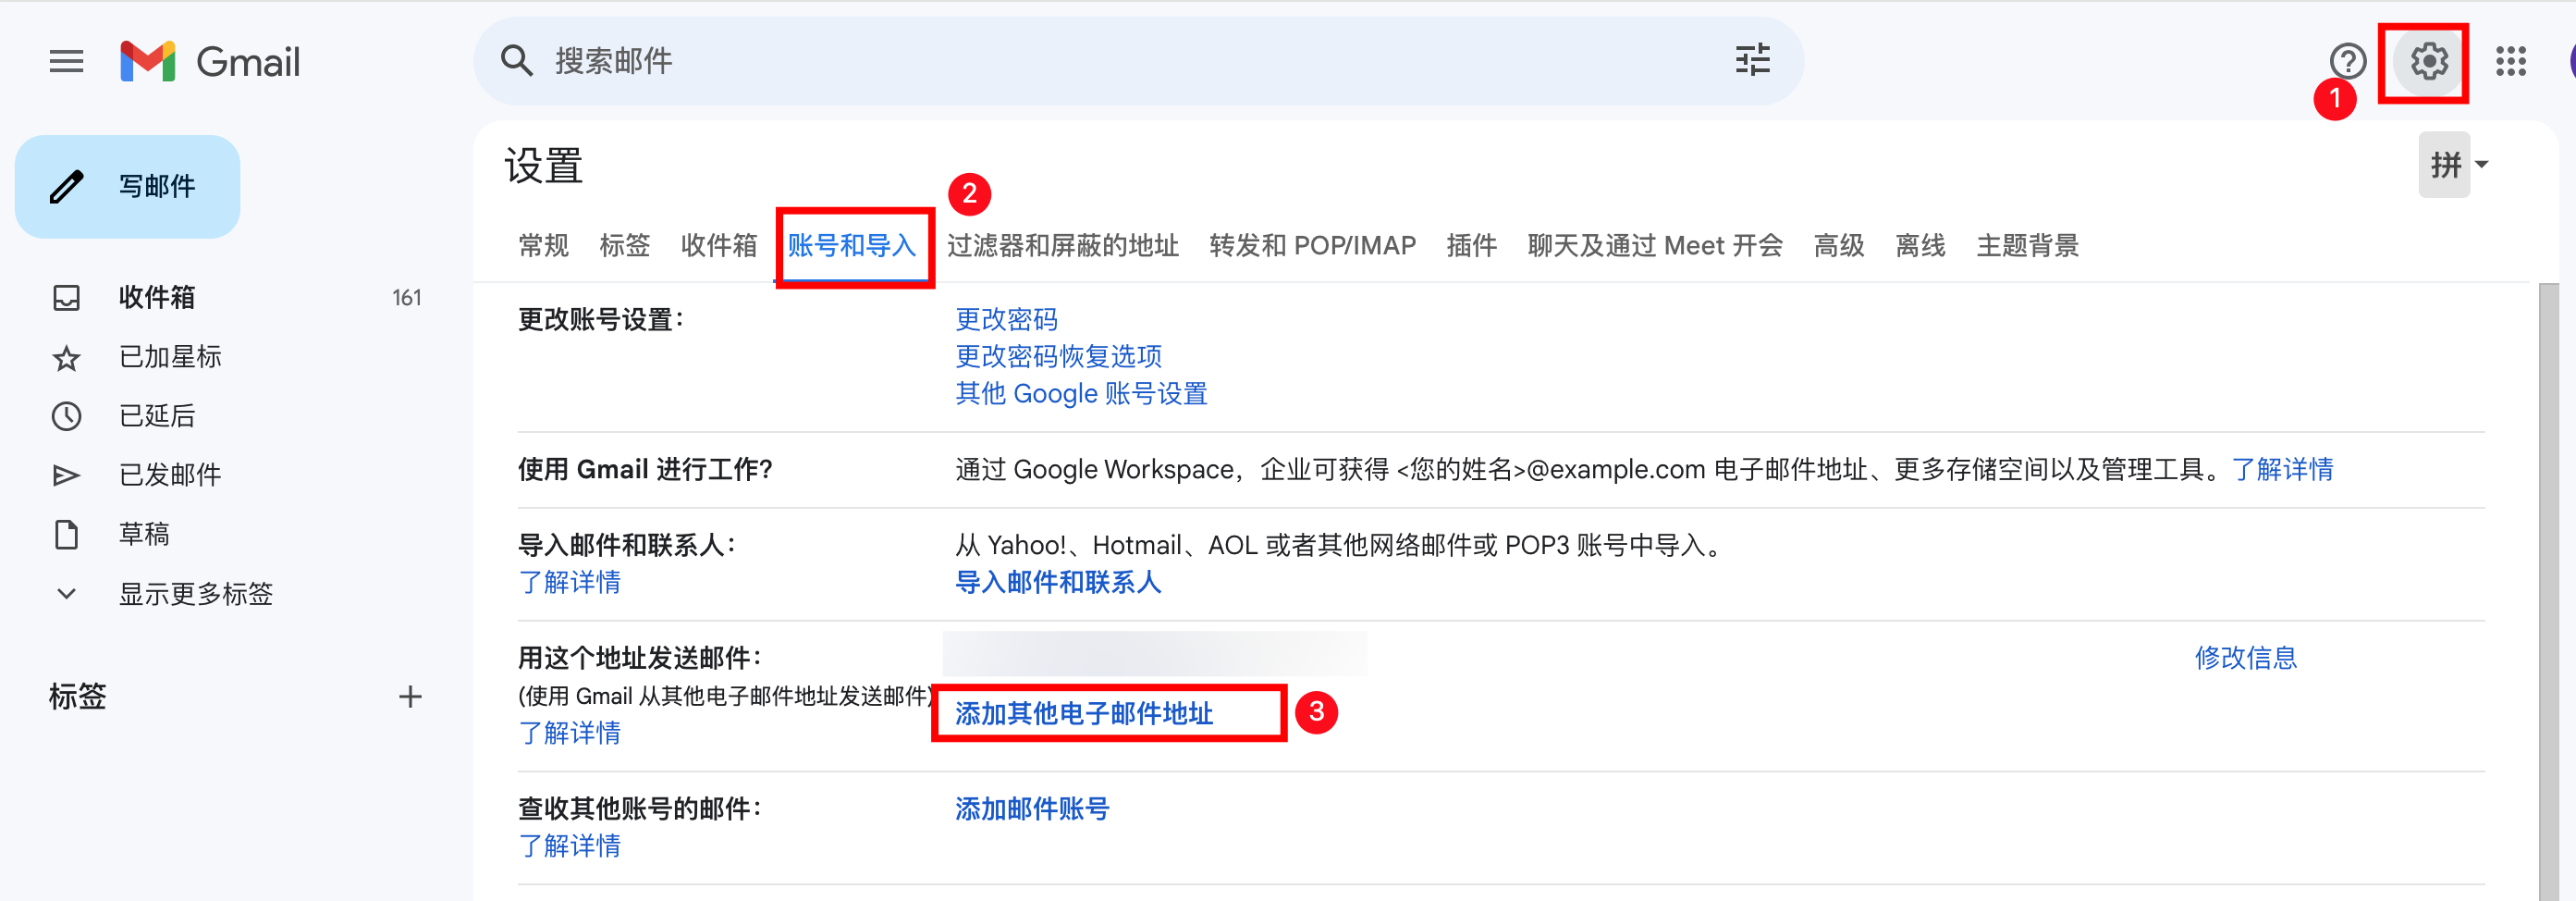 Gmail
搜索邮件
1
写邮件
收件箱 161
已加星标
已延后
已发邮件
草稿
显示更多标签
标签
设置
拼
2
常规 标签 收件箱 账号和导入 过滤器和屏蔽的地址 转发和 POP/IMAP 插件 聊天及通过 Meet 开会 高级 离线 主题背景
更改账号设置： 更改密码
更改密码恢复选项
其他 Google 账号设置
使用 Gmail 进行工作？ 通过 Google Workspace，企业可获得 <您的姓名>@example.com 电子邮件地址、更多存储空间以及管理工具。了解详情
导入邮件和联系人： 从 Yahoo!、Hotmail、AOL 或者其他网络邮件或 POP3 账号中导入。
了解详情 导入邮件和联系人
用这个地址发送邮件： 修改信息
(使用 Gmail 从其他电子邮件地址发送邮件)
添加其他电子邮件地址 3
了解详情
查收其他账号的邮件： 添加邮件账号
了解详情